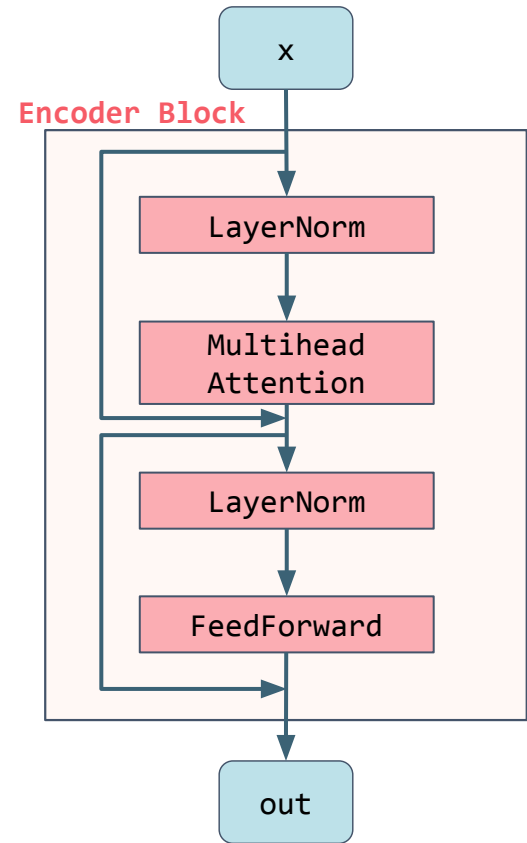 x
Encoder Block
LayerNorm
Multihead
Attention
LayerNorm
FeedForward
out